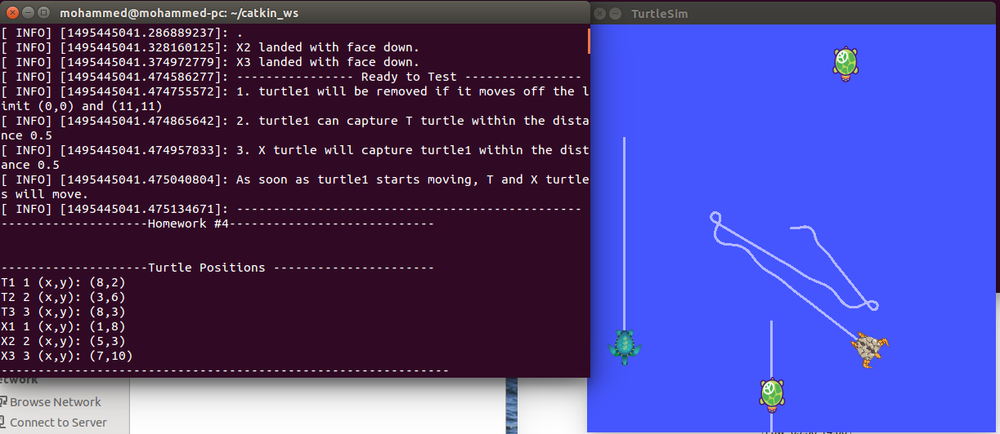 mohammed@mohammed-pc: ~/catkin_ws
[ INFO] [1495445041.286889237]: .
[ INFO] [1495445041.328160125]: X2 landed with face down.
[ INFO] [1495445041.374972779]: X3 landed with face down.
[ INFO] [1495445041.474586277]: ---------------- Ready to Test ----------------
[ INFO] [1495445041.474755572]: 1. turtle1 will be removed if it moves off the l
imit (0,0) and (11,11)
[ INFO] [1495445041.474865642]: 2. turtle1 can capture T turtle within the dista
nce 0.5
[ INFO] [1495445041.474957833]: 3. X turtle will capture turtle1 within the dist
ance 0.5
[ INFO] [1495445041.475040804]: As soon as turtle1 starts moving, T and X turtle
s will move.
[ INFO] [1495445041.475134671]: -----------------------------------------------
--------------------Homework #4----------------------------
--------------------Turtle Positions ----------------------
T1 1 (x,y): (8,2)
T2 2 (x,y): (3,6)
T3 3 (x,y): (8,3)
X1 1 (x,y): (1,8)
X2 2 (x,y): (5,3)
X3 3 (x,y): (7,10)
-------------------------------------------------------------
TurtleSim
etwork
Browse Network
Connect to Server